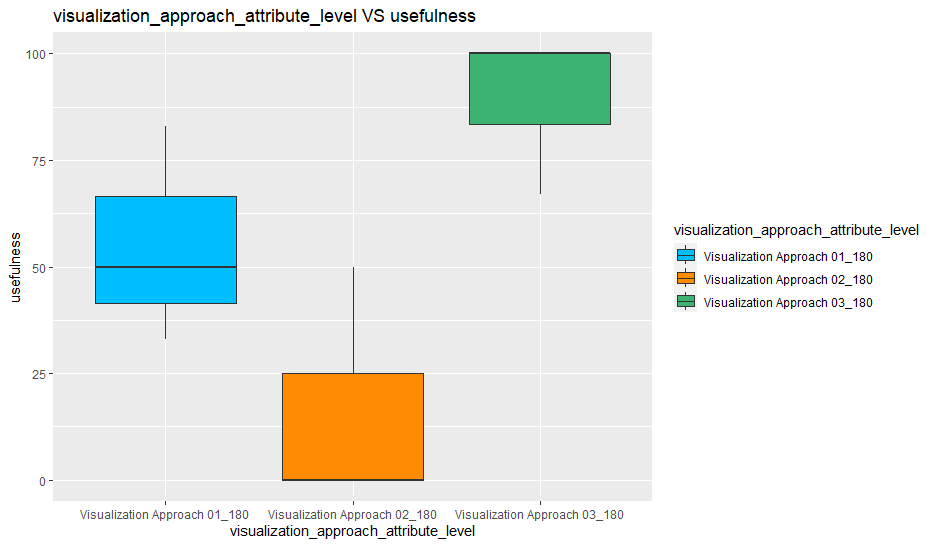 visualization_approach_attribute_level VS usefulness
100
75
50
25
0
usefulness
Visualization Approach 01_180
Visualization Approach 02_180
Visualization Approach 03_180
visualization_approach_attribute_level
visualization_approach_attribute_level
Visualization Approach 01_180
Visualization Approach 02_180
Visualization Approach 03_180